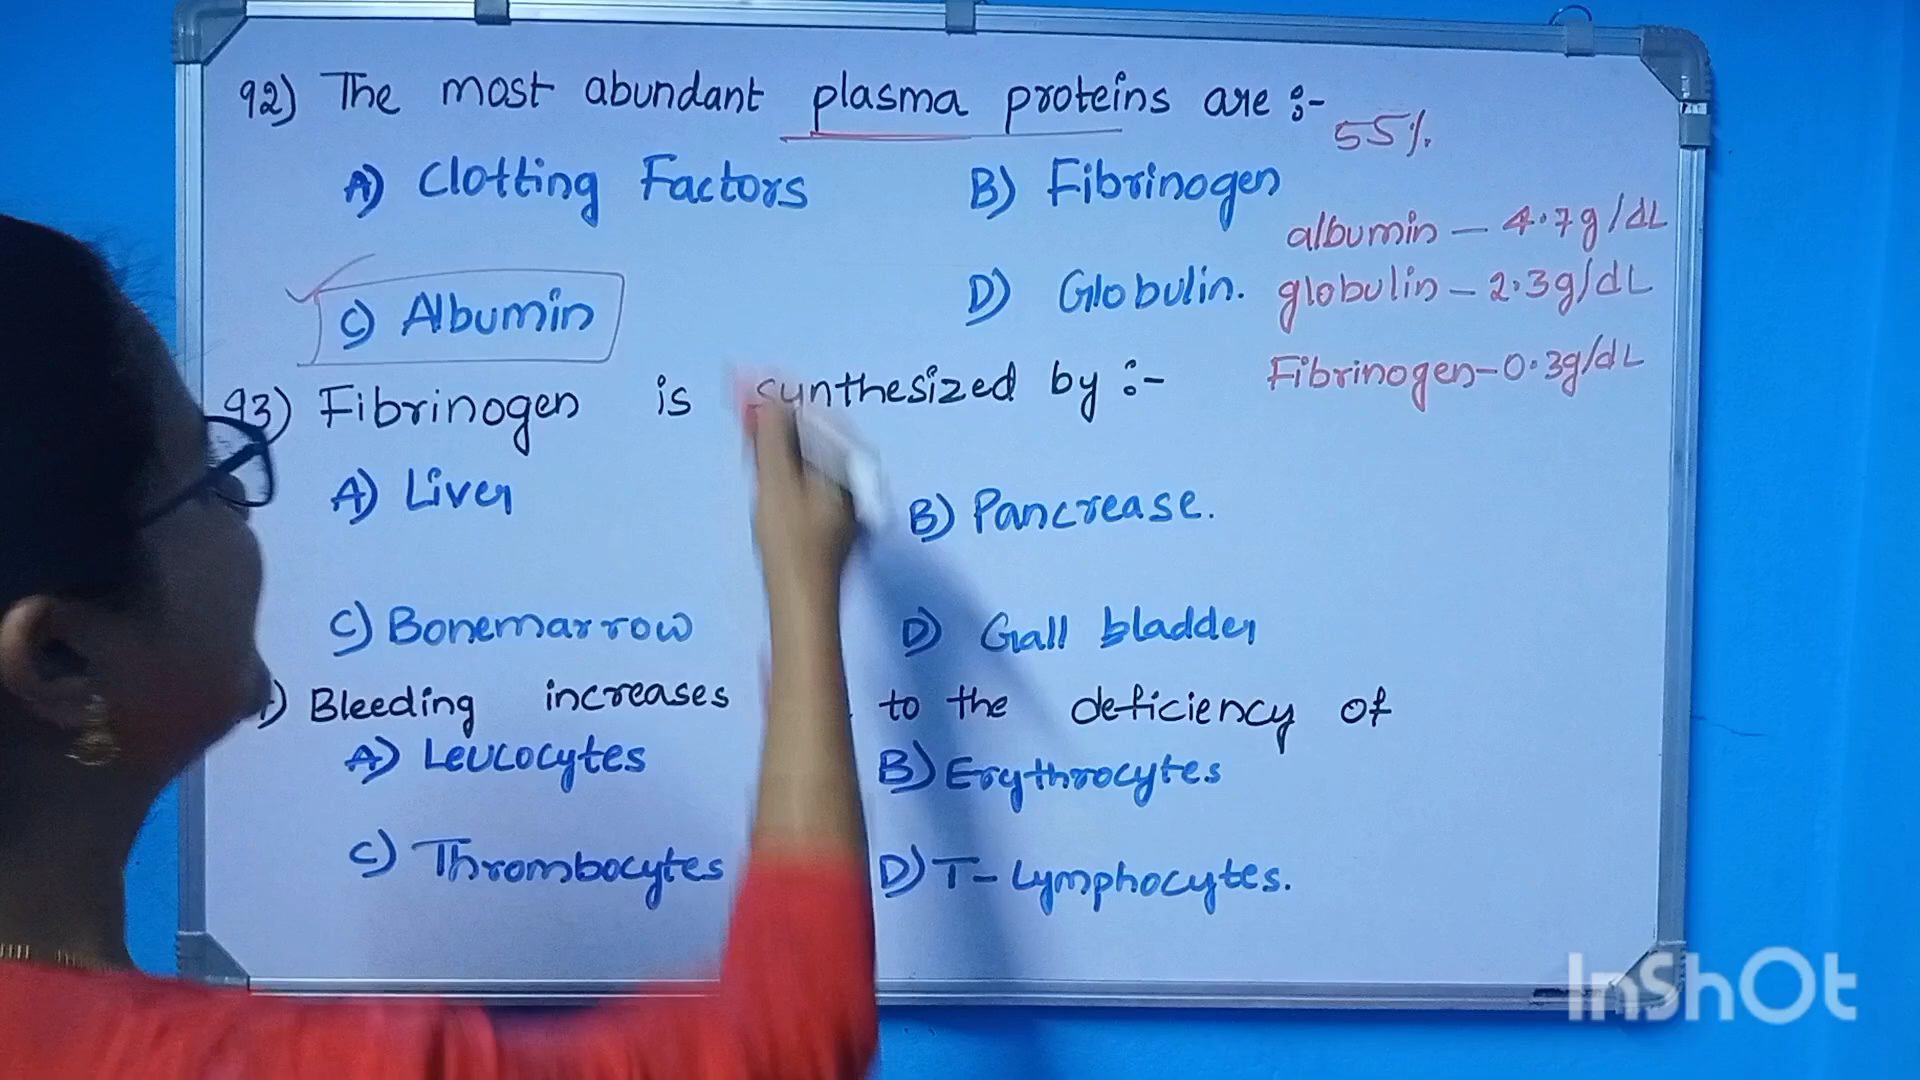 92) The most abundant plasma proteins are :-
55%
A) Clotting Factors B) Fibrinogen
albumin - 4.7g/dL
C) Albumin D) Globulin. globulin - 2.3g/dL
Fibrinogen-0.3g/dL
93) Fibrinogen is synthesized by :-
A) Liver B) Pancrease.
C) Bonemarrow D) Gall bladder
) Bleeding increases to the deficiency of
A) Leucocytes B) Erythrocytes
C) Thrombocytes D) T-Lymphocytes.
InShOt